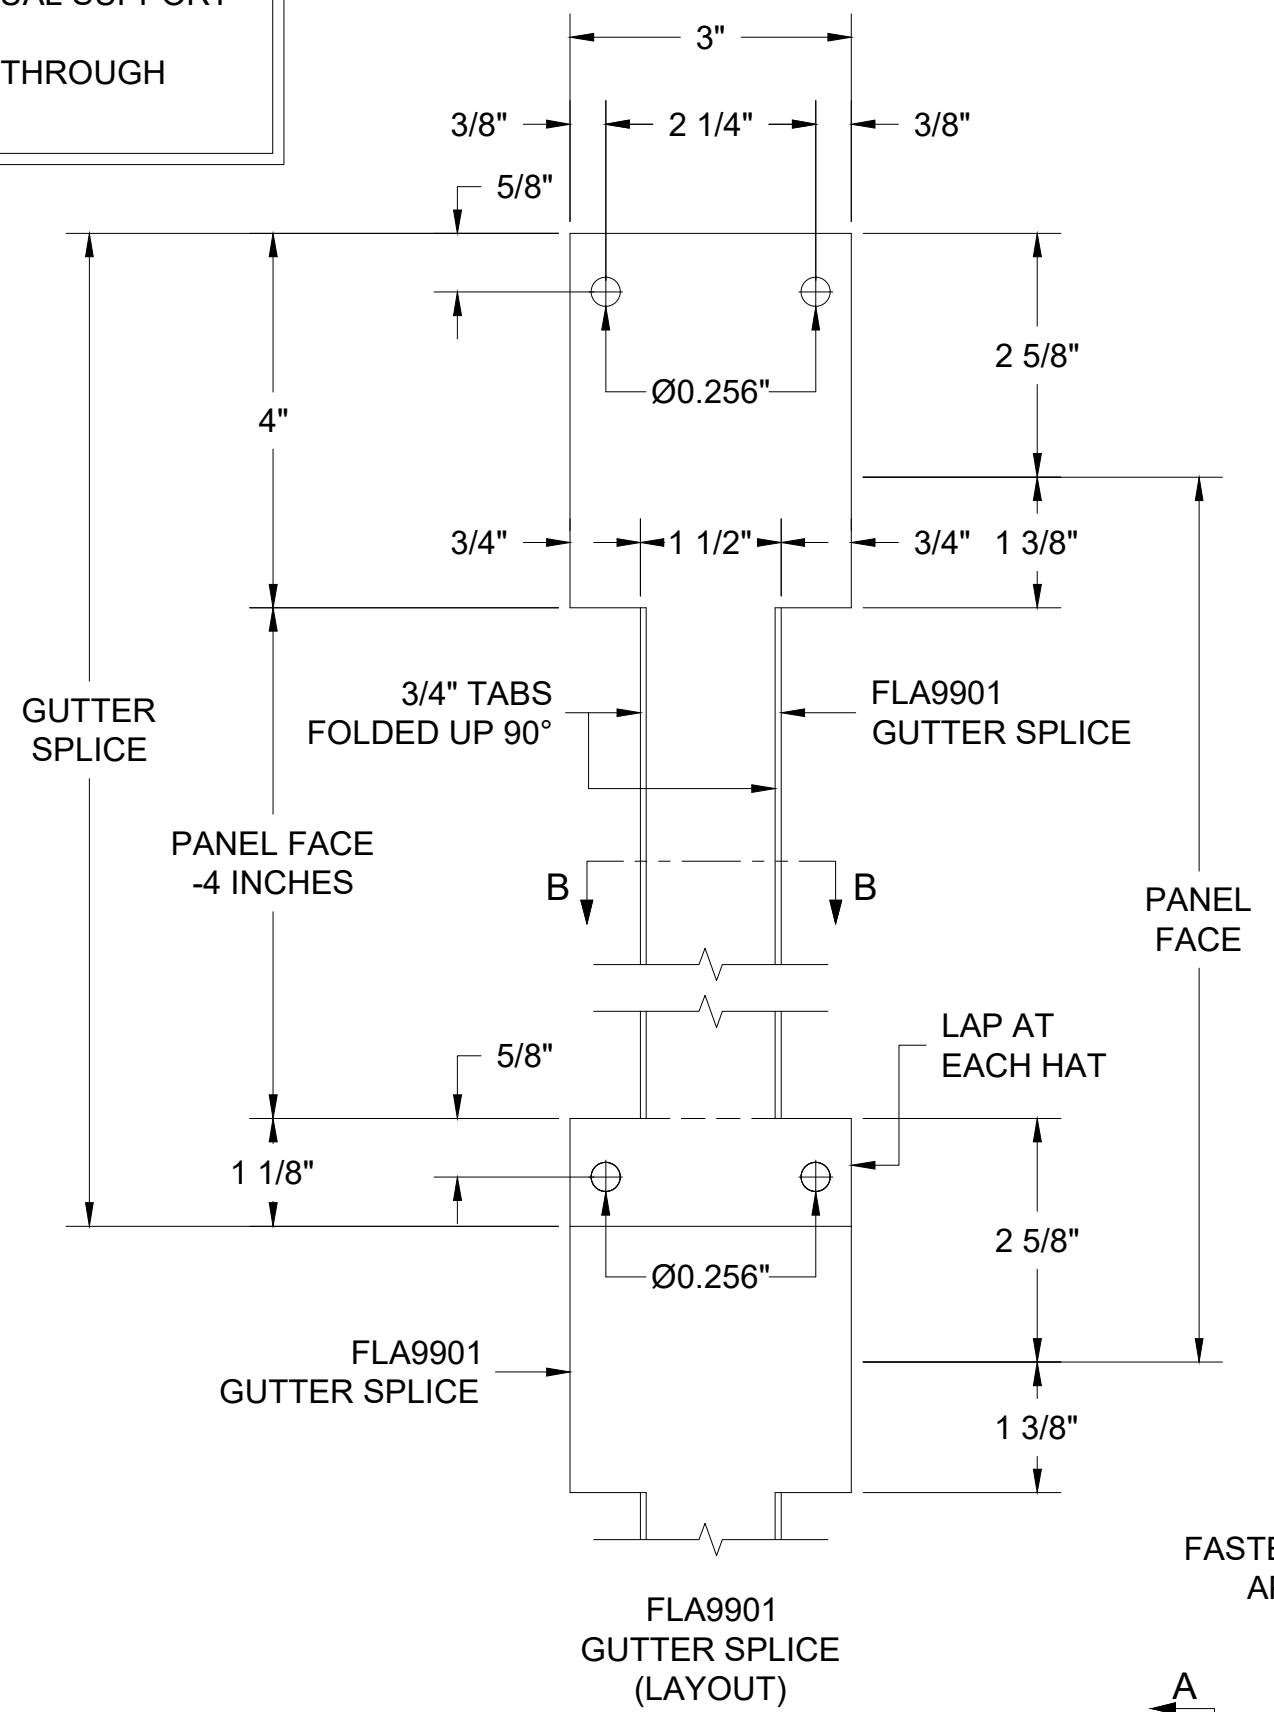 UAL SUPPORT
THROUGH
3"
3/8"
2 1/4"
3/8"
5/8"
2 5/8"
Ø0.256"
4"
3/4"
1 1/2"
3/4"
1 3/8"
3/4" TABS
FOLDED UP 90°
FLA9901
GUTTER SPLICE
GUTTER
SPLICE
PANEL FACE
-4 INCHES
B
B
PANEL
FACE
LAP AT
EACH HAT
5/8"
1 1/8"
2 5/8"
Ø0.256"
FLA9901
GUTTER SPLICE
1 3/8"
FASTE
FLA9901
GUTTER SPLICE
(LAYOUT)
A